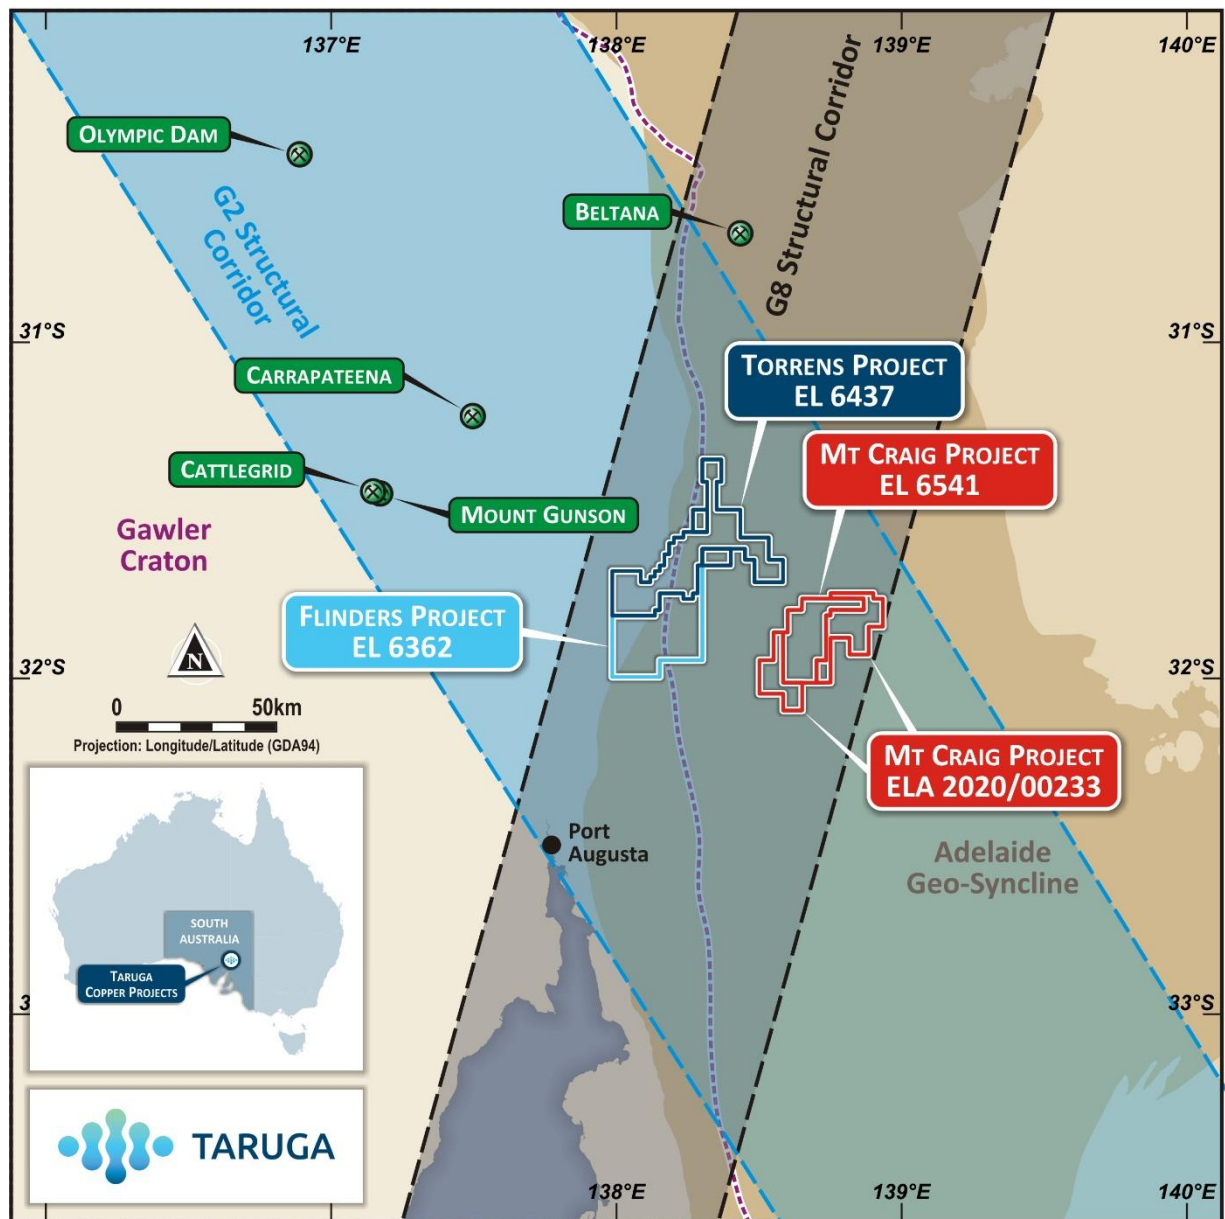 137°E
138°E
139°E
140°E
OLYMPIC DAM
G2 Structural
Corridor
BELTANA
G8 Structural Corridor
31°S
31°S
CARRAPATEENA
TORRENS PROJECT
EL 6437
CATTLEGRID
MOUNT GUNSON
MT CRAIG PROJECT
EL 6541
Gawler
Craton
FLINDERS PROJECT
EL 6362
N
32°S
32°S
0 50km
Projection: Longitude/Latitude (GDA94)
MT CRAIG PROJECT
ELA 2020/00233
Port
Augusta
Adelaide
Geo-Syncline
SOUTH
AUSTRALIA
TARUGA
COPPER PROJECTS
33°S
TARUGA
138°E
139°E
140°E